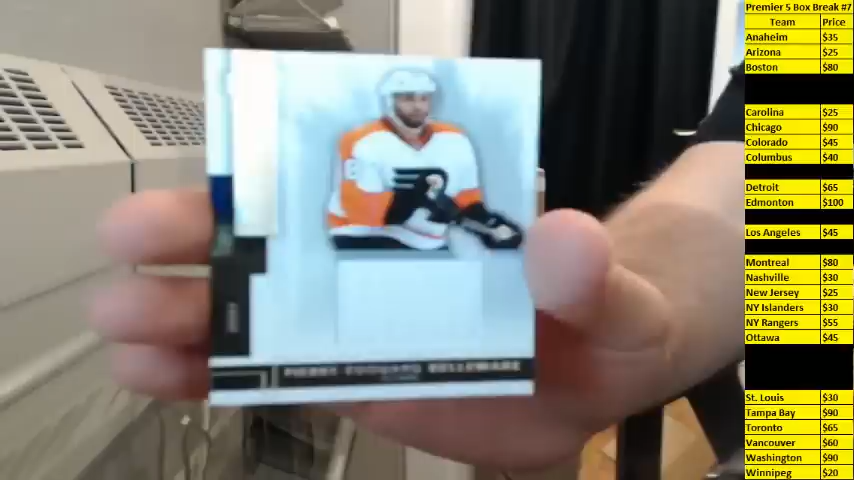 Premier 5 Box Break #7
Team Price
Anaheim $35
Arizona $25
Boston $80
Carolina $25
Chicago $90
Colorado $45
Columbus $40
Detroit $65
Edmonton $100
Los Angeles $45
Montreal $80
Nashville $30
New Jersey $25
NY Islanders $30
NY Rangers $55
Ottawa $45
St. Louis $30
Tampa Bay $90
Toronto $65
Vancouver $60
Washington $90
Winnipeg $20
PIERRE EDOUARD BELLEMARE